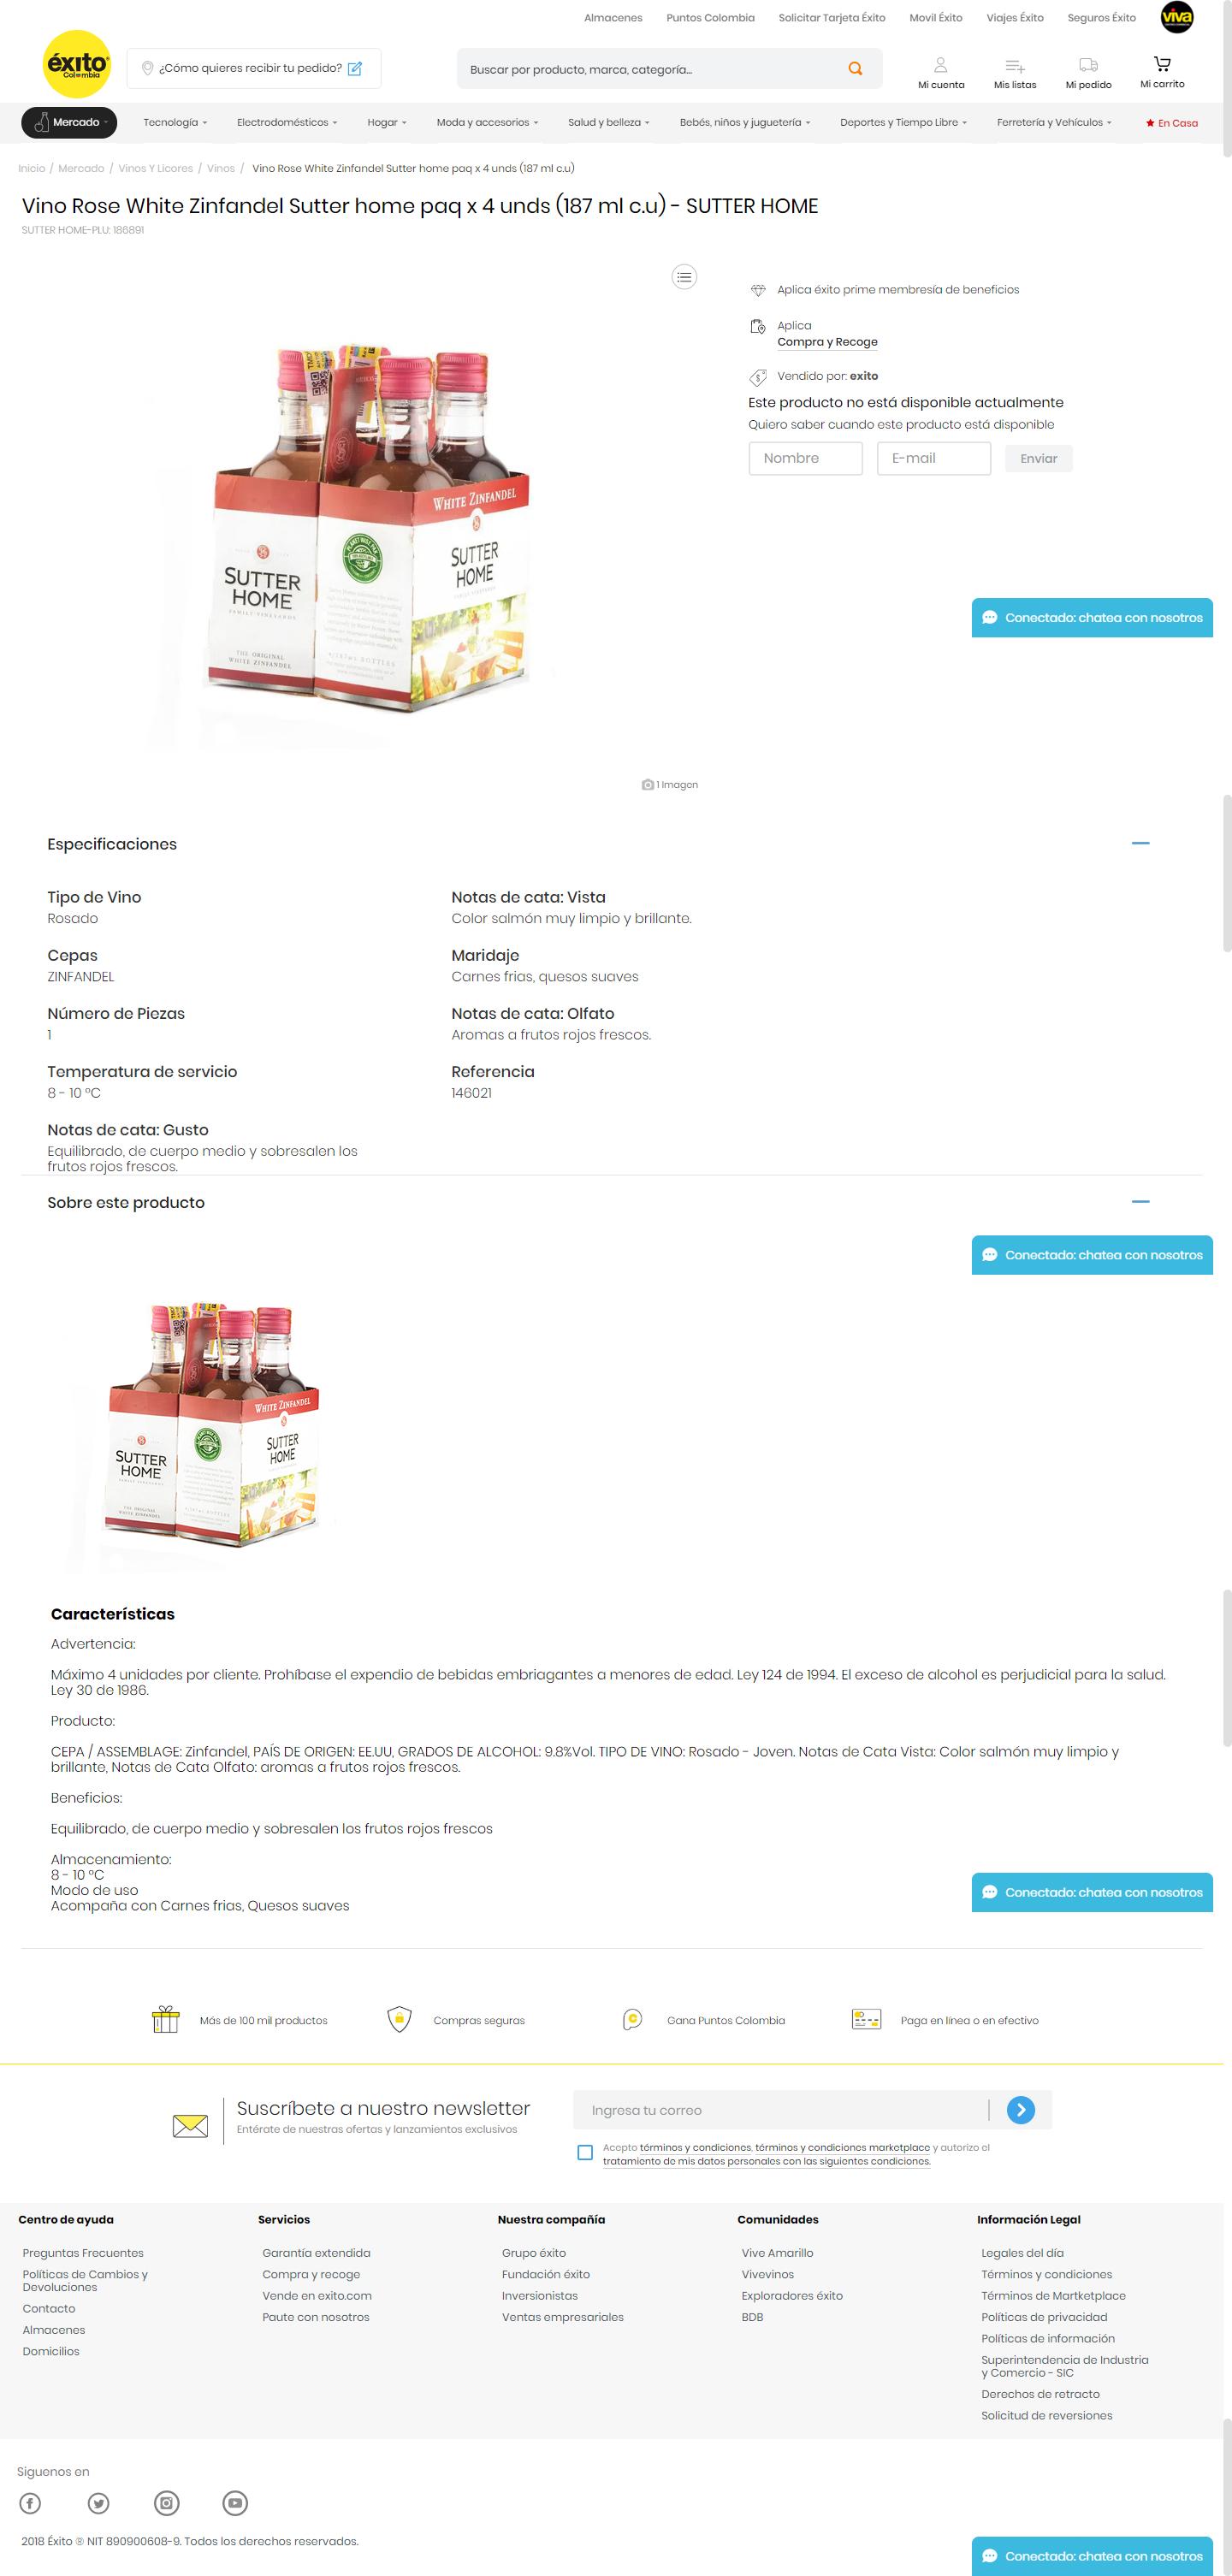 Almacenes Puntos Colombia Solicitar Tarjeta Éxito Movil Éxito Viajes Éxito Seguros Éxito viva
éxito
Colombia
¿Cómo quieres recibir tu pedido?
Buscar por producto, marca, categoría...
Mi cuenta Mis listas Mi pedido Mi carrito
Mercado Tecnología Electrodomésticos Hogar Moda y accesorios Salud y belleza Bebés, niños y juguetería Deportes y Tiempo Libre Ferretería y Vehículos En Casa
Inicio / Mercado / Vinos Y Licores / Vinos / Vino Rose White Zinfandel Sutter home paq x 4 unds (187 ml c.u)
Vino Rose White Zinfandel Sutter home paq x 4 unds (187 ml c.u) - SUTTER HOME
SUTTER HOME-PLU: 186891
Aplica éxito prime membresía de beneficios
Aplica
Compra y Recoge
Vendido por: exito
Este producto no está disponible actualmente
Quiero saber cuando este producto está disponible
Nombre E-mail Enviar
WHITE ZINFANDEL
SUTTER
HOME
FAMILY VINEYARDS
THE ORIGINAL
WHITE ZINFANDEL
SUTTER
HOME
Conectado: chatea con nosotros
1 Imagen
Especificaciones
Tipo de Vino
Rosado
Notas de cata: Vista
Color salmón muy limpio y brillante.
Cepas
ZINFANDEL
Maridaje
Carnes frias, quesos suaves
Número de Piezas
1
Notas de cata: Olfato
Aromas a frutos rojos frescos.
Temperatura de servicio
8 - 10 °C
Referencia
146021
Notas de cata: Gusto
Equilibrado, de cuerpo medio y sobresalen los
frutos rojos frescos.
Sobre este producto
Conectado: chatea con nosotros
WHITE ZINFANDEL
SUTTER
HOME
SUTTER
HOME
Características
Advertencia:
Máximo 4 unidades por cliente. Prohíbase el expendio de bebidas embriagantes a menores de edad. Ley 124 de 1994. El exceso de alcohol es perjudicial para la salud.
Ley 30 de 1986.
Producto:
CEPA / ASSEMBLAGE: Zinfandel, PAÍS DE ORIGEN: EE.UU, GRADOS DE ALCOHOL: 9.8%Vol. TIPO DE VINO: Rosado - Joven. Notas de Cata Vista: Color salmón muy limpio y
brillante, Notas de Cata Olfato: aromas a frutos rojos frescos.
Beneficios:
Equilibrado, de cuerpo medio y sobresalen los frutos rojos frescos
Almacenamiento:
8 - 10 °C
Modo de uso
Acompaña con Carnes frias, Quesos suaves
Conectado: chatea con nosotros
Más de 100 mil productos Compras seguras Gana Puntos Colombia Paga en línea o en efectivo
Suscríbete a nuestro newsletter
Entérate de nuestras ofertas y lanzamientos exclusivos
Ingresa tu correo
Acepto términos y condiciones, términos y condiciones marketplace y autorizo el
tratamiento de mis datos personales con las siguientes condiciones.
Centro de ayuda
Preguntas Frecuentes
Políticas de Cambios y
Devoluciones
Contacto
Almacenes
Domicilios
Servicios
Garantía extendida
Compra y recoge
Vende en exito.com
Paute con nosotros
Nuestra compañía
Grupo éxito
Fundación éxito
Inversionistas
Ventas empresariales
Comunidades
Vive Amarillo
Vivevinos
Exploradores éxito
BDB
Información Legal
Legales del día
Términos y condiciones
Términos de Martketplace
Políticas de privacidad
Políticas de información
Superintendencia de Industria
y Comercio - SIC
Derechos de retracto
Solicitud de reversiones
Siguenos en
2018 Éxito ® NIT 890900608-9. Todos los derechos reservados.
Conectado: chatea con nosotros